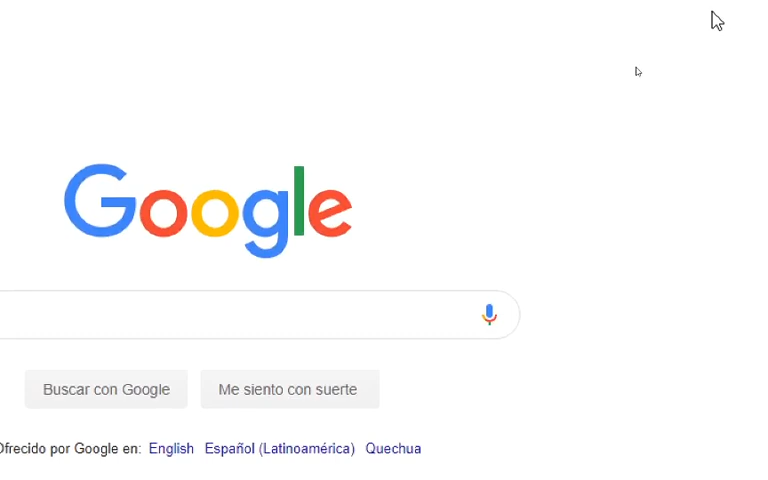 Google
Buscar con Google Me siento con suerte
Ofrecido por Google en: English Español (Latinoamérica) Quechua